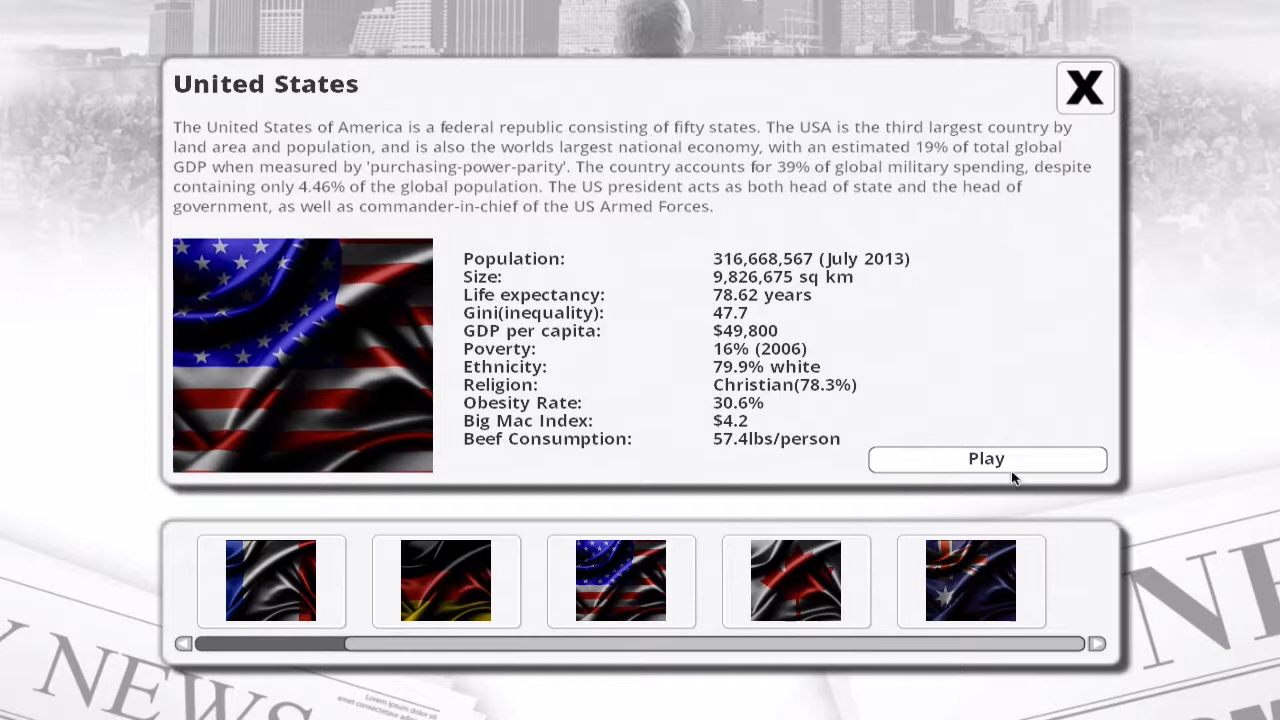 United States
X
The United States of America is a federal republic consisting of fifty states. The USA is the third largest country by
land area and population, and is also the worlds largest national economy, with an estimated 19% of total global
GDP when measured by 'purchasing-power-parity'. The country accounts for 39% of global military spending, despite
containing only 4.46% of the global population. The US president acts as both head of state and the head of
government, as well as commander-in-chief of the US Armed Forces.
Population: 316,668,567 (July 2013)
Size: 9,826,675 sq km
Life expectancy: 78.62 years
Gini(inequality): 47.7
GDP per capita: $49,800
Poverty: 16% (2006)
Ethnicity: 79.9% white
Religion: Christian(78.3%)
Obesity Rate: 30.6%
Big Mac Index: $4.2
Beef Consumption: 57.4lbs/person
Play
NE
Y NEWS
Lorem ipsum dolor sit
amet consectetur